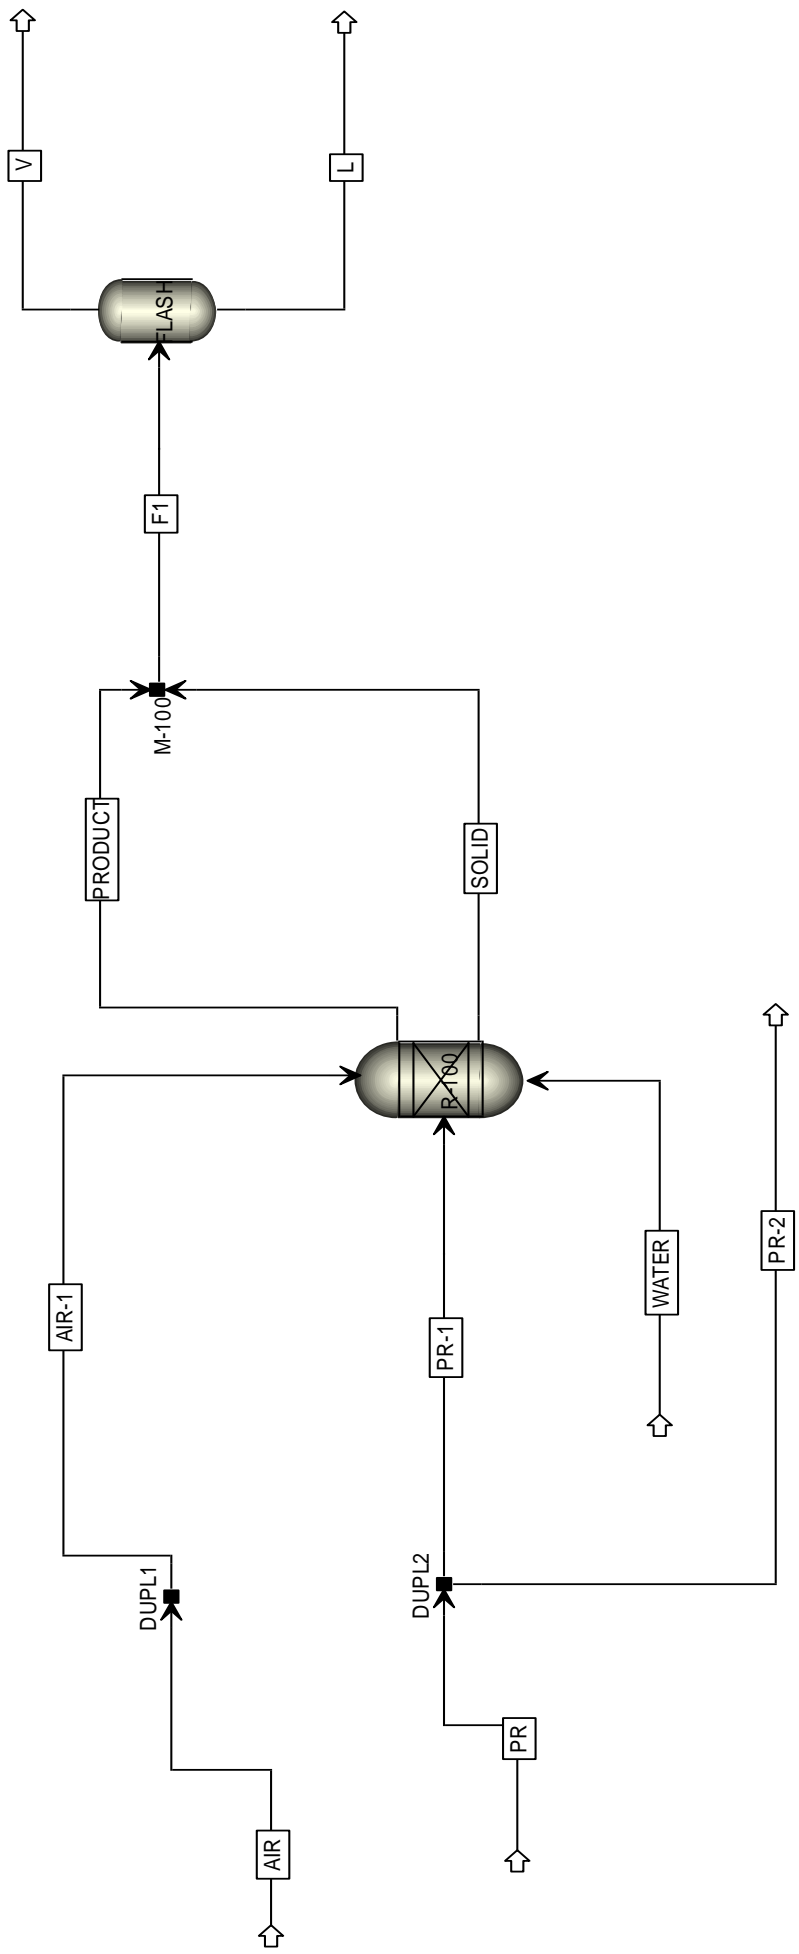 AIR
AIR-1
DUPL1
PR
DUPL2
PR-1
PR-2
WATER
R-100
PRODUCT
SOLID
M-100
F1
FLASH
V
L